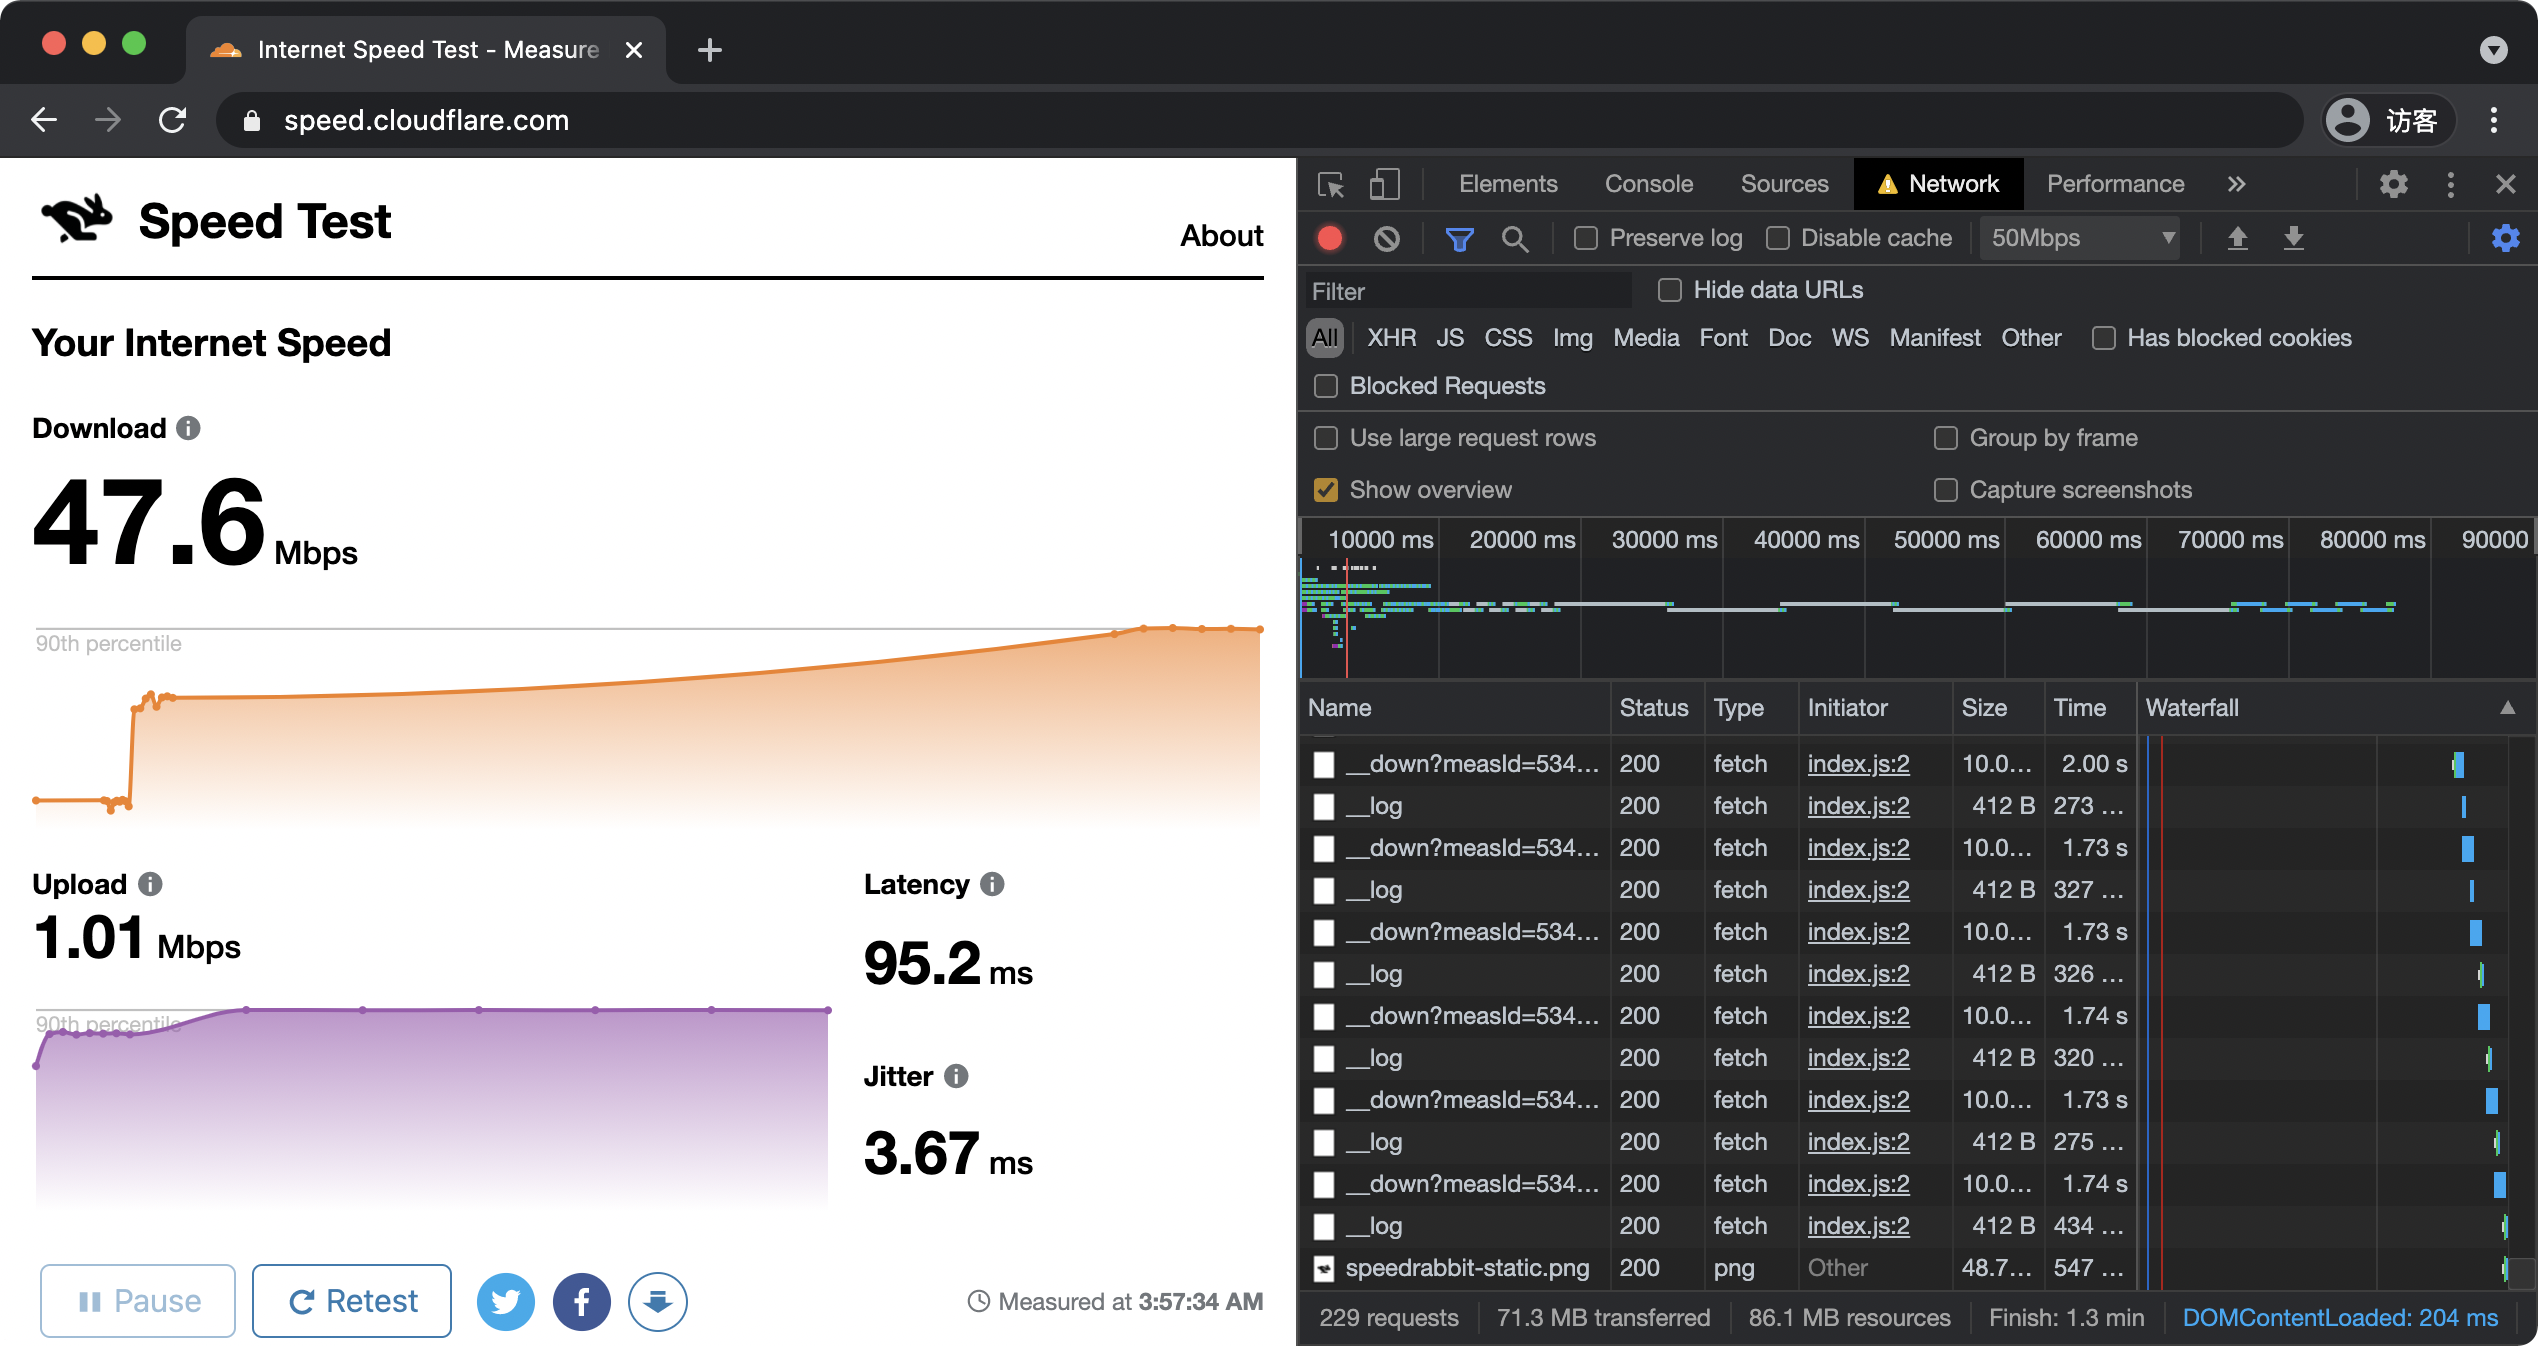 Internet Speed Test - Measure
speed.cloudflare.com
访客
Speed Test
About
Your Internet Speed
Download
47.6 Mbps
90th percentile
Upload
1.01 Mbps
90th percentile
Latency
95.2 ms
Jitter
3.67 ms
Pause
Retest
Measured at 3:57:34 AM
Elements Console Sources Network Performance
Preserve log Disable cache 50Mbps
Filter Hide data URLs
All XHR JS CSS Img Media Font Doc WS Manifest Other Has blocked cookies
Blocked Requests
Use large request rows Group by frame
Show overview Capture screenshots
10000 ms 20000 ms 30000 ms 40000 ms 50000 ms 60000 ms 70000 ms 80000 ms 90000
Name Status Type Initiator Size Time Waterfall
__down?measId=534... 200 fetch index.js:2 10.0... 2.00 s
__log 200 fetch index.js:2 412 B 273 ...
__down?measId=534... 200 fetch index.js:2 10.0... 1.73 s
__log 200 fetch index.js:2 412 B 327 ...
__down?measId=534... 200 fetch index.js:2 10.0... 1.73 s
__log 200 fetch index.js:2 412 B 326 ...
__down?measId=534... 200 fetch index.js:2 10.0... 1.74 s
__log 200 fetch index.js:2 412 B 320 ...
__down?measId=534... 200 fetch index.js:2 10.0... 1.73 s
__log 200 fetch index.js:2 412 B 275 ...
__down?measId=534... 200 fetch index.js:2 10.0... 1.74 s
__log 200 fetch index.js:2 412 B 434 ...
speedrabbit-static.png 200 png Other 48.7... 547 ...
229 requests 71.3 MB transferred 86.1 MB resources Finish: 1.3 min DOMContentLoaded: 204 ms